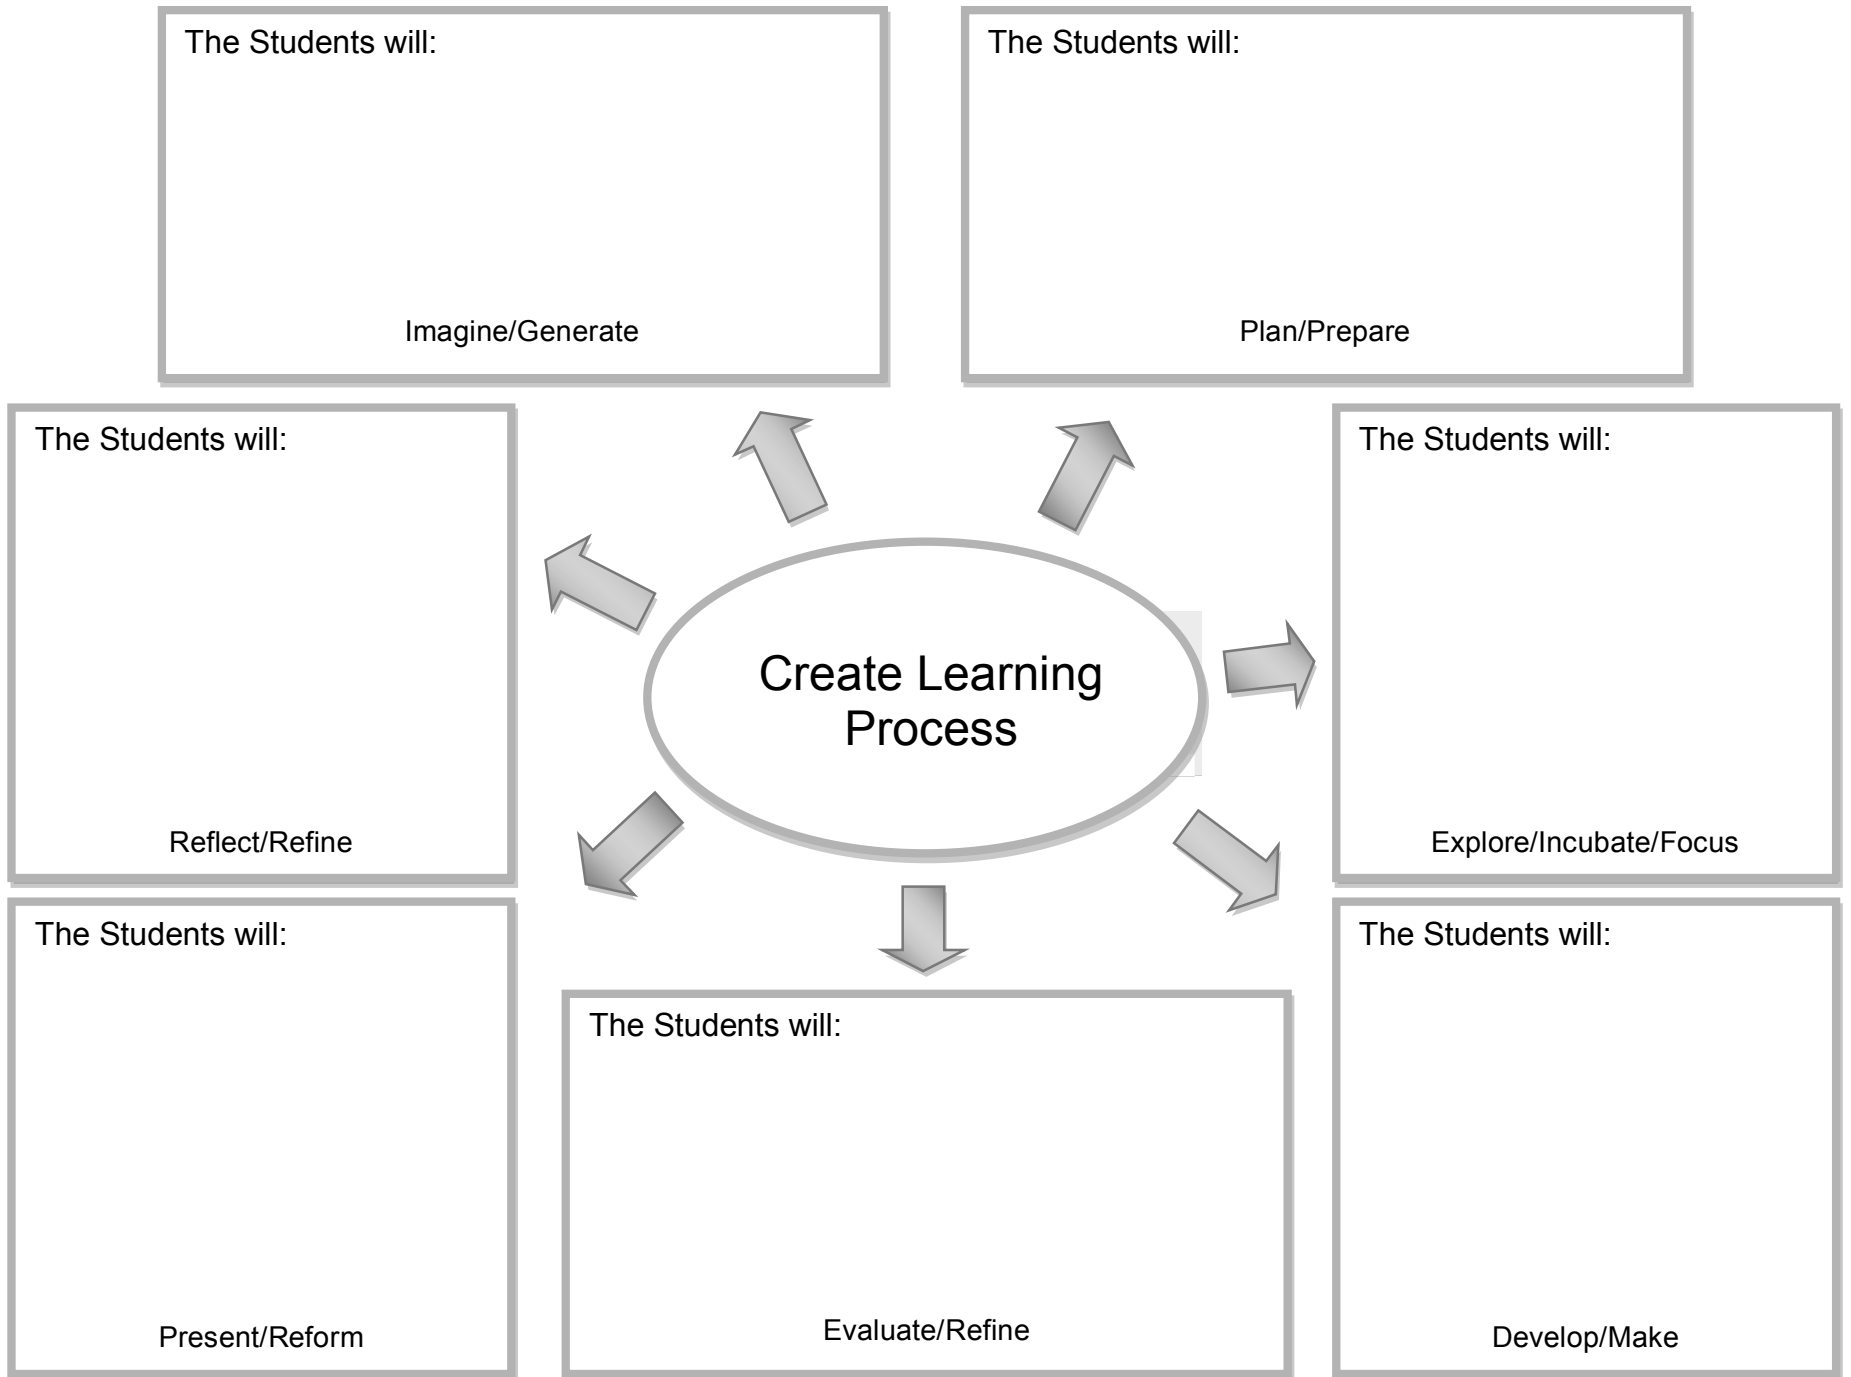 The Students will:
Imagine/Generate
The Students will:
Plan/Prepare
The Students will:
Reflect/Refine
Create Learning
Process
The Students will:
Explore/Incubate/Focus
The Students will:
Present/Reform
The Students will:
Evaluate/Refine
The Students will:
Develop/Make